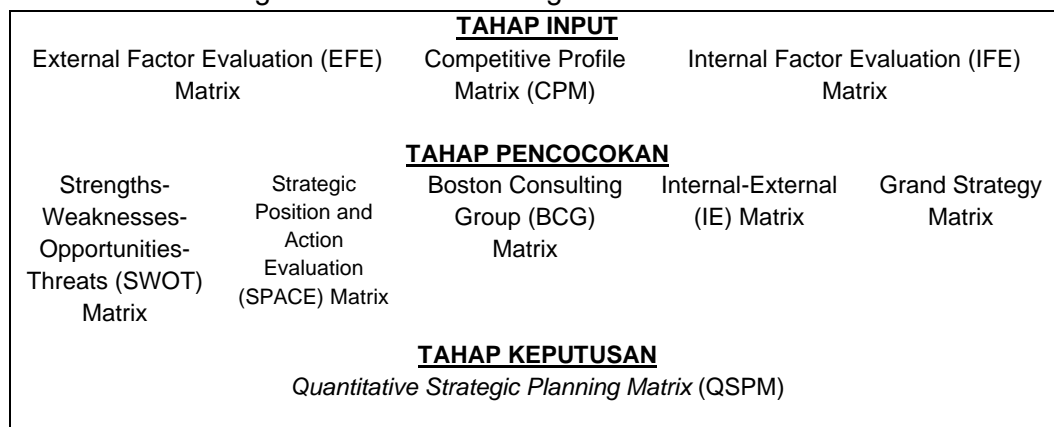 TAHAP INPUT
External Factor Evaluation (EFE)
Matrix
Competitive Profile
Matrix (CPM)
Internal Factor Evaluation (IFE)
Matrix
TAHAP PENCOCOKAN
Strengths-
Weaknesses-
Opportunities-
Threats (SWOT)
Matrix
Strategic
Position and
Action
Evaluation
(SPACE) Matrix
Boston Consulting
Group (BCG)
Matrix
Internal-External
(IE) Matrix
Grand Strategy
Matrix
TAHAP KEPUTUSAN
Quantitative Strategic Planning Matrix (QSPM)